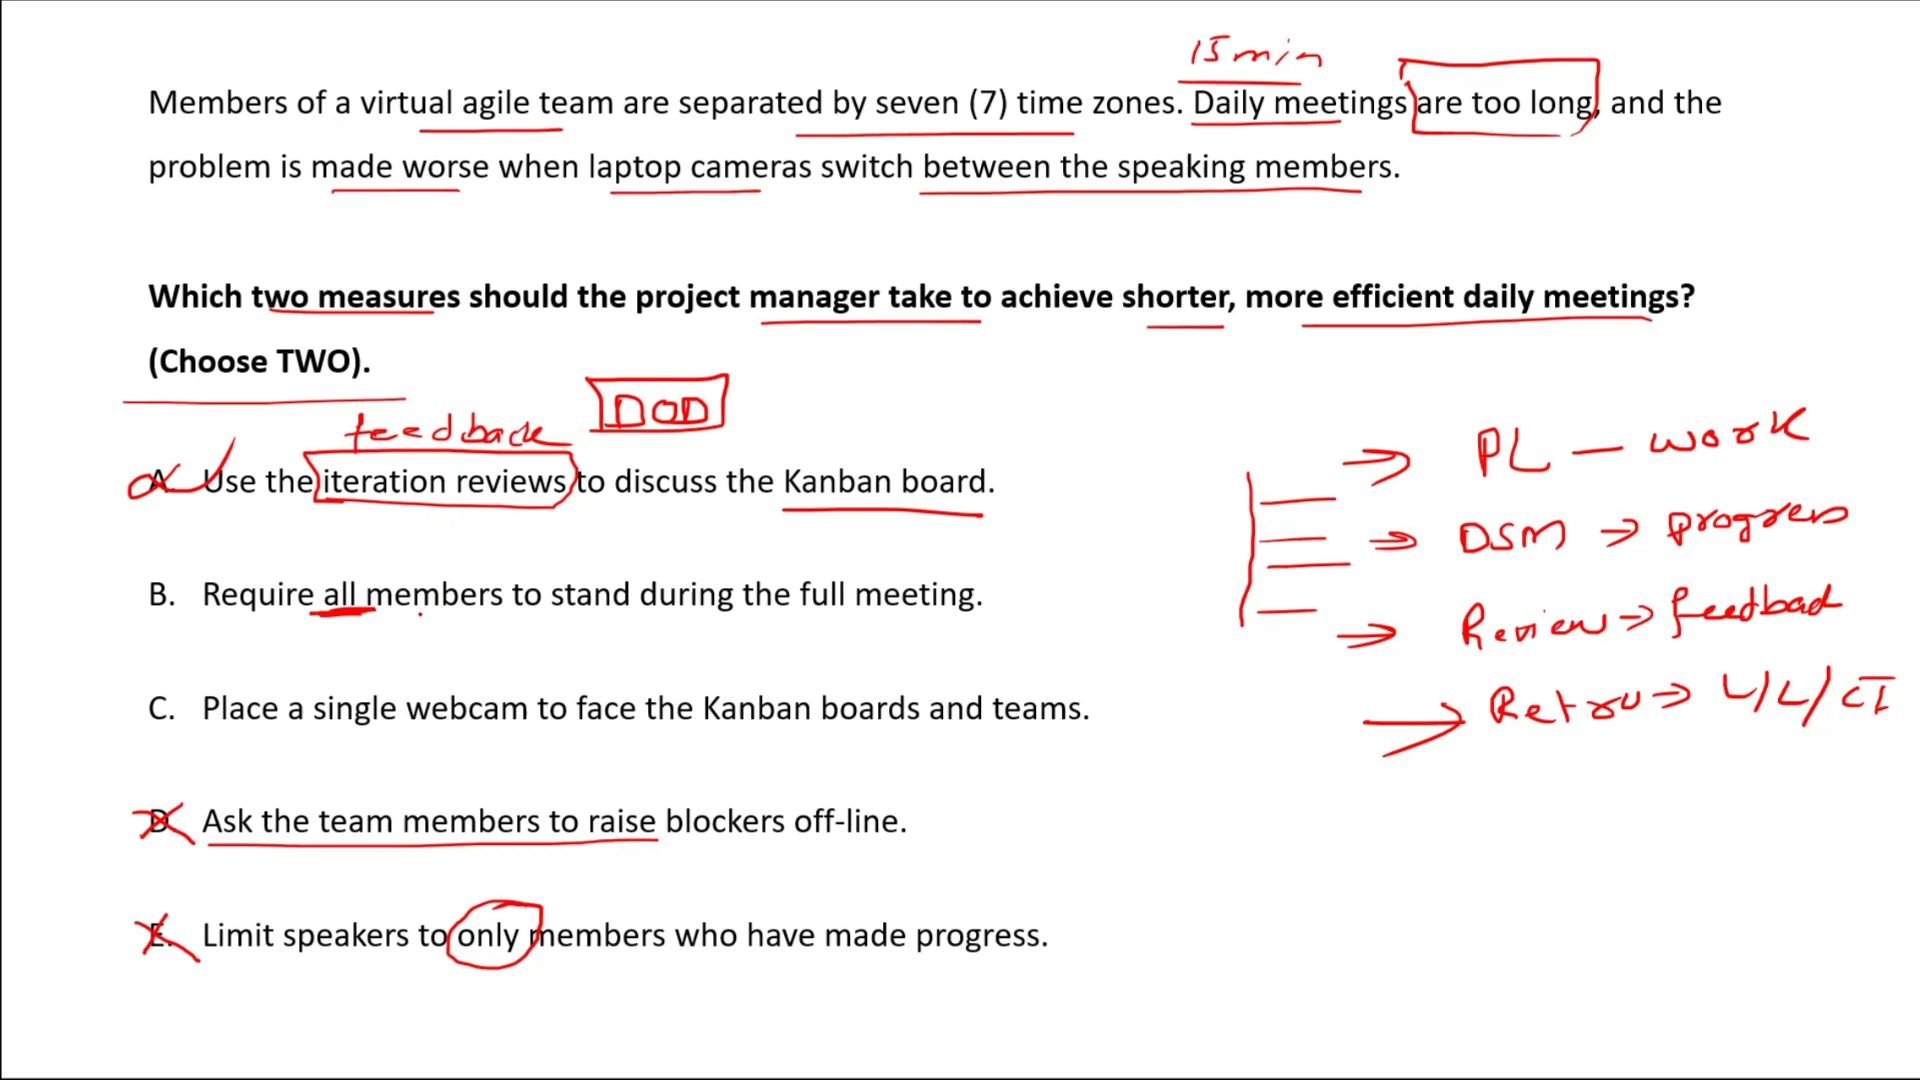 15 min
Members of a virtual agile team are separated by seven (7) time zones. Daily meetings are too long, and the
problem is made worse when laptop cameras switch between the speaking members.
Which two measures should the project manager take to achieve shorter, more efficient daily meetings?
(Choose TWO).
feedback DOD
A. Use the iteration reviews to discuss the Kanban board.
B. Require all members to stand during the full meeting.
C. Place a single webcam to face the Kanban boards and teams.
D. Ask the team members to raise blockers off-line.
E. Limit speakers to only members who have made progress.
→ PL – work
→ DSM → progress
→ Review → feedback
→ Retro → L/L/CI